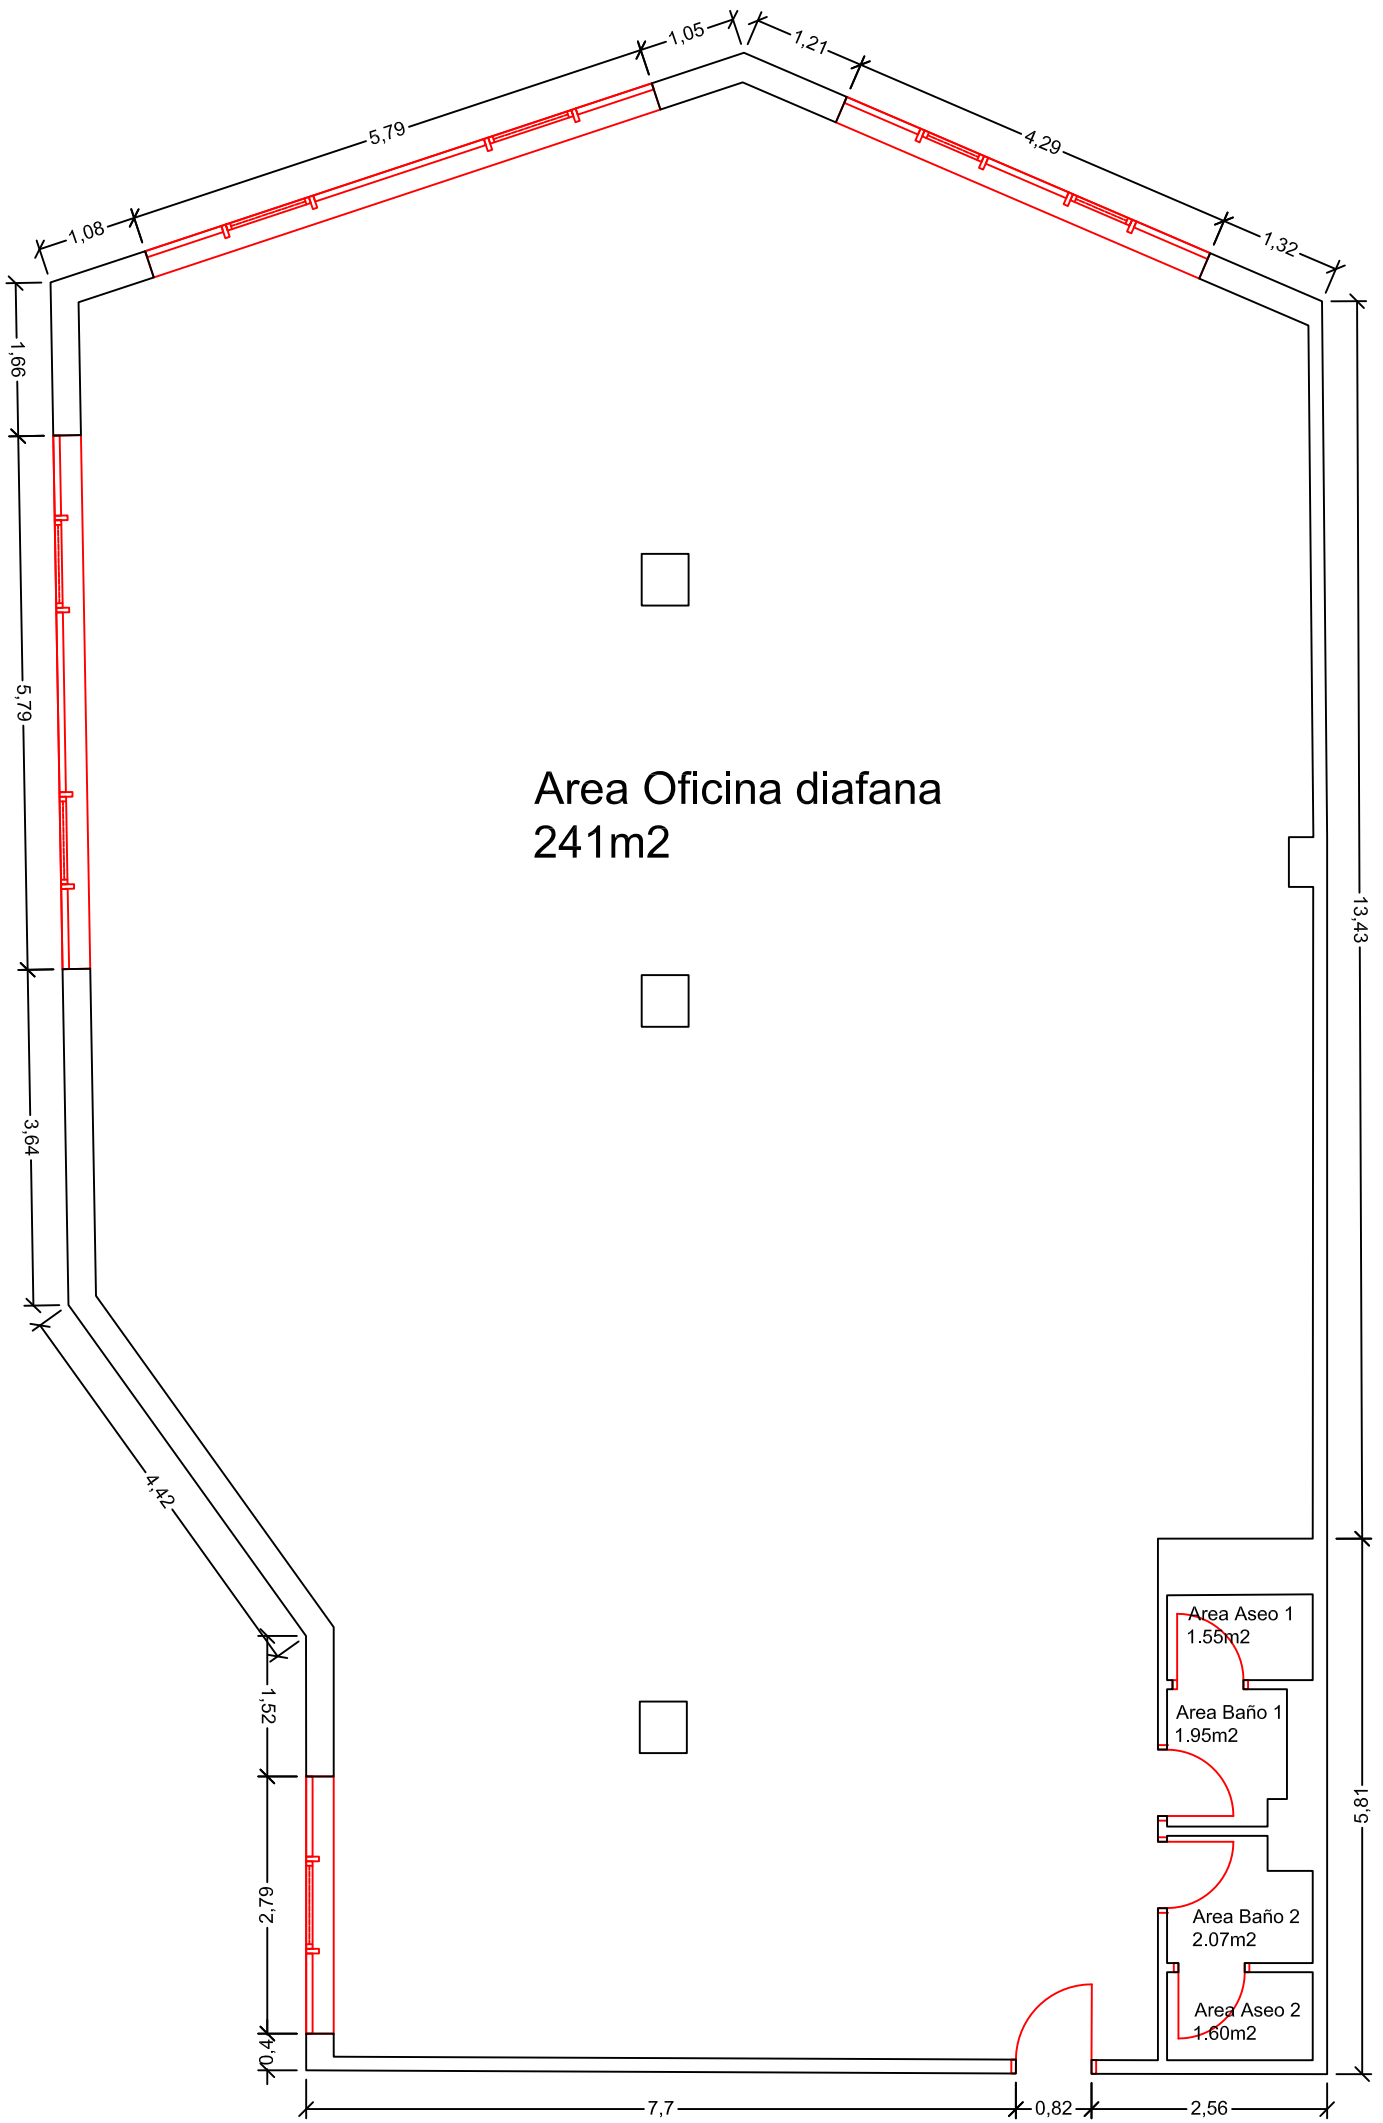 1,05
1,21
5,79
4,29
1,08
1,32
1,66
5,79
Area Oficina diafana
241m2
13,43
3,64
4,42
Area Aseo 1
1.55m2
1,52
Area Baño 1
1.95m2
5,81
2,79
Area Baño 2
2.07m2
Area Aseo 2
1.60m2
0,4
7,7
0,82
2,56